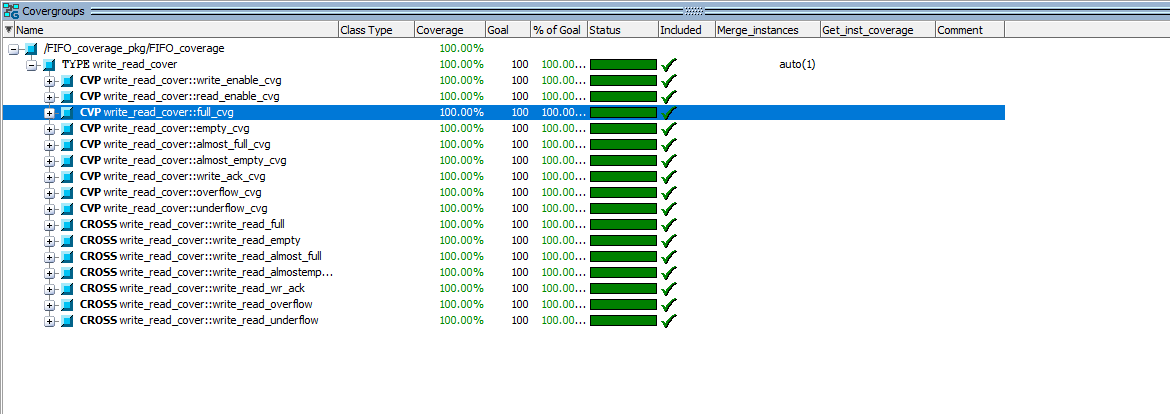 Covergroups
Name Class Type Coverage Goal % of Goal Status Included Merge_instances Get_inst_coverage Comment
/FIFO_coverage_pkg/FIFO_coverage 100.00%
TYPE write_read_cover 100.00% 100 100.00... auto(1)
CVP write_read_cover::write_enable_cvg 100.00% 100 100.00...
CVP write_read_cover::read_enable_cvg 100.00% 100 100.00...
CVP write_read_cover::full_cvg 100.00% 100 100.00...
CVP write_read_cover::empty_cvg 100.00% 100 100.00...
CVP write_read_cover::almost_full_cvg 100.00% 100 100.00...
CVP write_read_cover::almost_empty_cvg 100.00% 100 100.00...
CVP write_read_cover::write_ack_cvg 100.00% 100 100.00...
CVP write_read_cover::overflow_cvg 100.00% 100 100.00...
CVP write_read_cover::underflow_cvg 100.00% 100 100.00...
CROSS write_read_cover::write_read_full 100.00% 100 100.00...
CROSS write_read_cover::write_read_empty 100.00% 100 100.00...
CROSS write_read_cover::write_read_almost_full 100.00% 100 100.00...
CROSS write_read_cover::write_read_almostemp... 100.00% 100 100.00...
CROSS write_read_cover::write_read_wr_ack 100.00% 100 100.00...
CROSS write_read_cover::write_read_overflow 100.00% 100 100.00...
CROSS write_read_cover::write_read_underflow 100.00% 100 100.00...